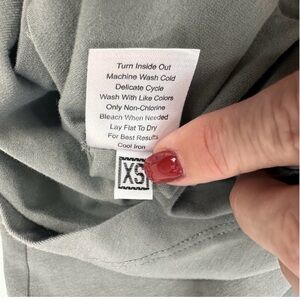 Turn Inside Out
Machine Wash Cold
Delicate Cycle
Wash With Like Colors
Only Non-Chlorine
Bleach When Needed
Lay Flat To Dry
For Best Results
Cool Iron
XS